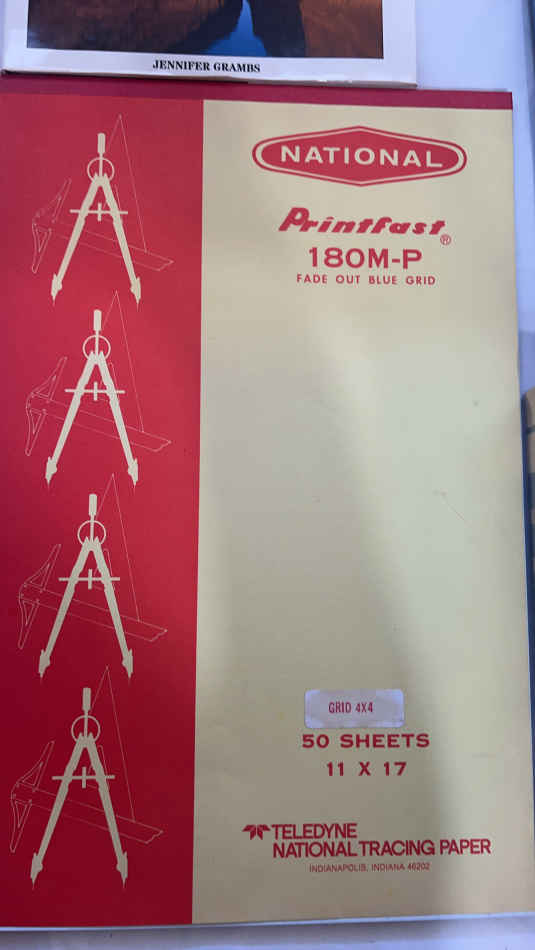 JENNIFER GRAMBS
NATIONAL
Printfast®
180M-P
FADE OUT BLUE GRID
GRID 4X4
50 SHEETS
11 X 17
TELEDYNE
NATIONAL TRACING PAPER
INDIANAPOLIS, INDIANA 46202